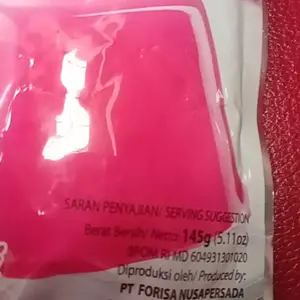 SARAN PENYAJIAN/ SERVING SUGGESTION
Berat Bersih/ Netto: 145g (5.11oz)
BPOM RI MD 604931301020
Diproduksi oleh/ Produced by:
PT FORISA NUSAPERSADA